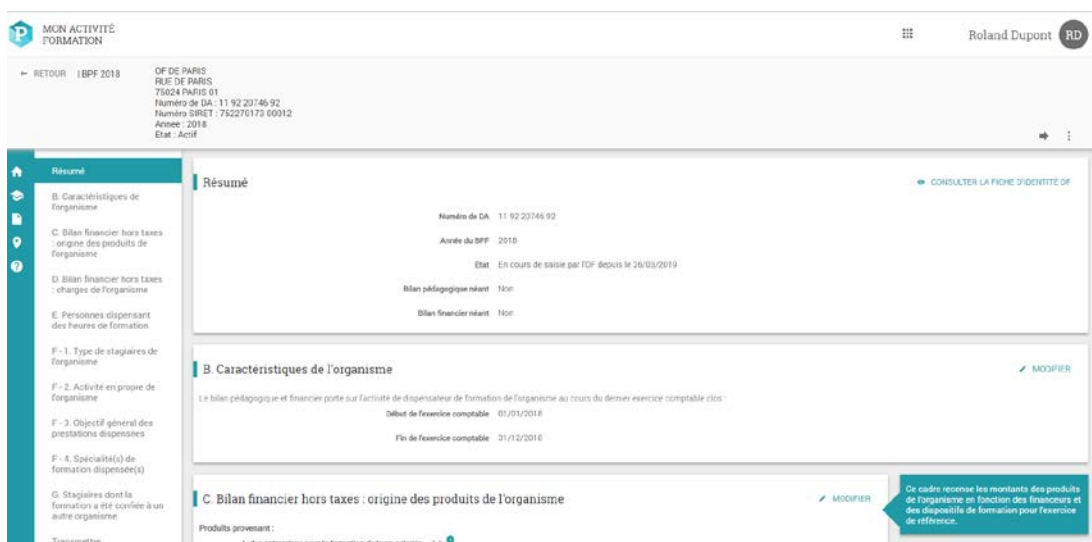 MON ACTIVITÉ
FORMATION
Roland Dupont RD
← RETOUR | BPF 2018
OF DE PARIS
RUE DE PARIS
75024 PARIS 01
Numéro de DA : 11 92 20746 92
Numéro SIRET : 752270173 00012
Annee : 2018
Etat : Actif
Résumé
B. Caractéristiques de
l'organisme
C. Bilan financier hors taxes
: origine des produits de
l'organisme
D. Bilan financier hors taxes
: charges de l'organisme
E. Personnes dispensant
des heures de formation
F - 1. Type de stagiaires de
l'organisme
F - 2. Activité en propre de
l'organisme
F - 3. Objectif général des
prestations dispensées
F - 4. Spécialité(s) de
formation dispensée(s)
G. Stagiaires dont la
formation a été confiée à un
autre organisme
Transmettre
Résumé
CONSULTER LA FICHE D'IDENTITÉ OF
Numéro de DA 11 92 20746 92
Année du BPF 2018
Etat En cours de saisie par l'OF depuis le 26/03/2019
Bilan pédagogique néant Non
Bilan financier néant Non
B. Caractéristiques de l'organisme
MODIFIER
Le bilan pédagogique et financier porte sur l'activité de dispensateur de formation de l'organisme au cours du dernier exercice comptable clos :
Début de l'exercice comptable 01/01/2018
Fin de l'exercice comptable 31/12/2018
C. Bilan financier hors taxes : origine des produits de l'organisme
MODIFIER
Ce cadre recense les montants des produits
de l'organisme en fonction des financeurs et
des dispositifs de formation pour l'exercice
de référence.
Produits provenant :